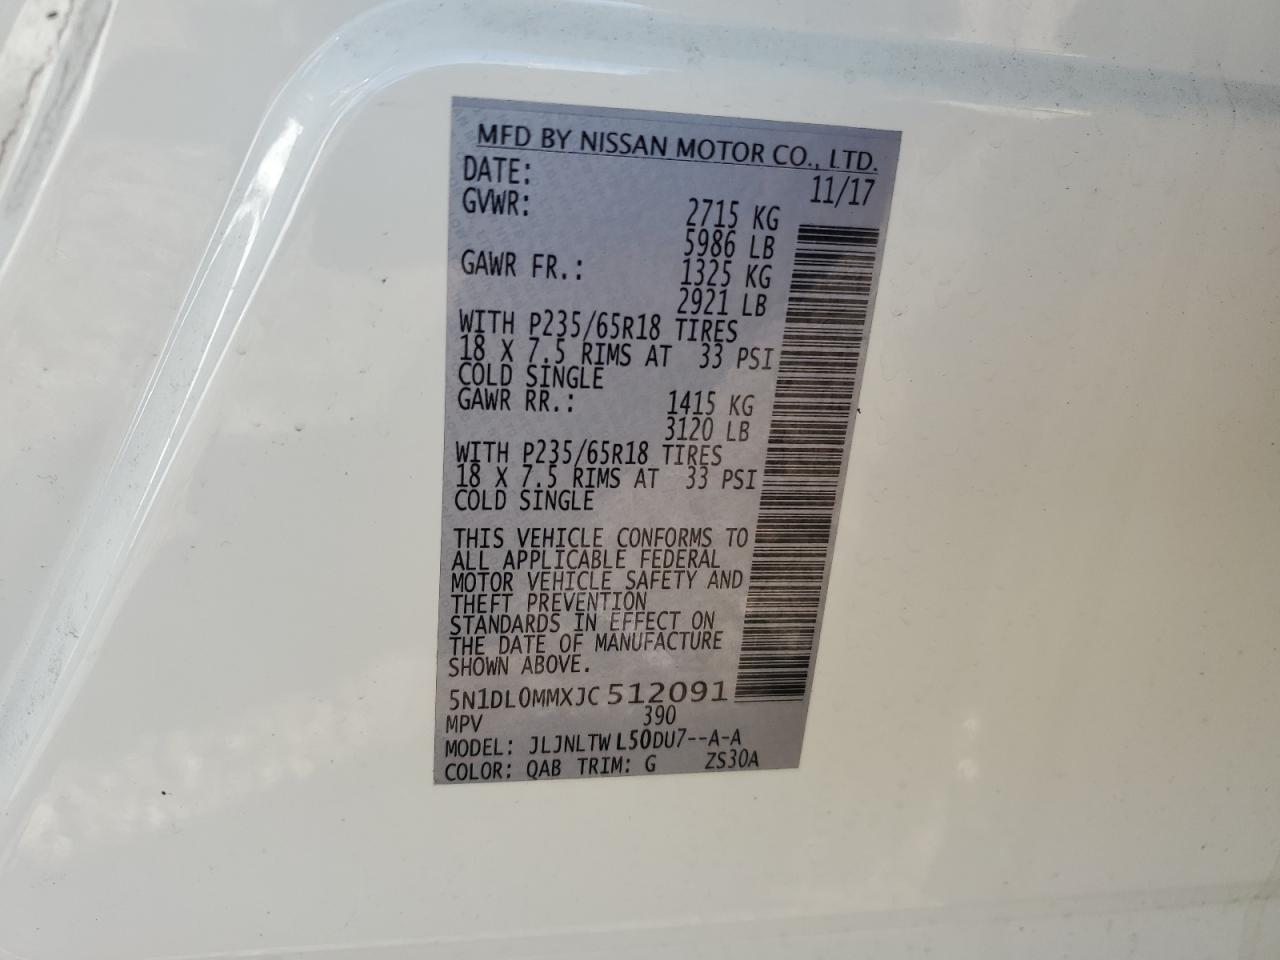 MFD BY NISSAN MOTOR CO., LTD.
DATE: 11/17
GVWR: 2715 KG
5986 LB
GAWR FR.: 1325 KG
2921 LB
WITH P235/65R18 TIRES
18 X 7.5 RIMS AT 33 PSI
COLD SINGLE
GAWR RR.: 1415 KG
3120 LB
WITH P235/65R18 TIRES
18 X 7.5 RIMS AT 33 PSI
COLD SINGLE
THIS VEHICLE CONFORMS TO
ALL APPLICABLE FEDERAL
MOTOR VEHICLE SAFETY AND
THEFT PREVENTION
STANDARDS IN EFFECT ON
THE DATE OF MANUFACTURE
SHOWN ABOVE.
5N1DL0MMXJC 512091
MPV 390
MODEL: JLJNLTW L50DU7--A-A
COLOR: QAB TRIM: G ZS30A